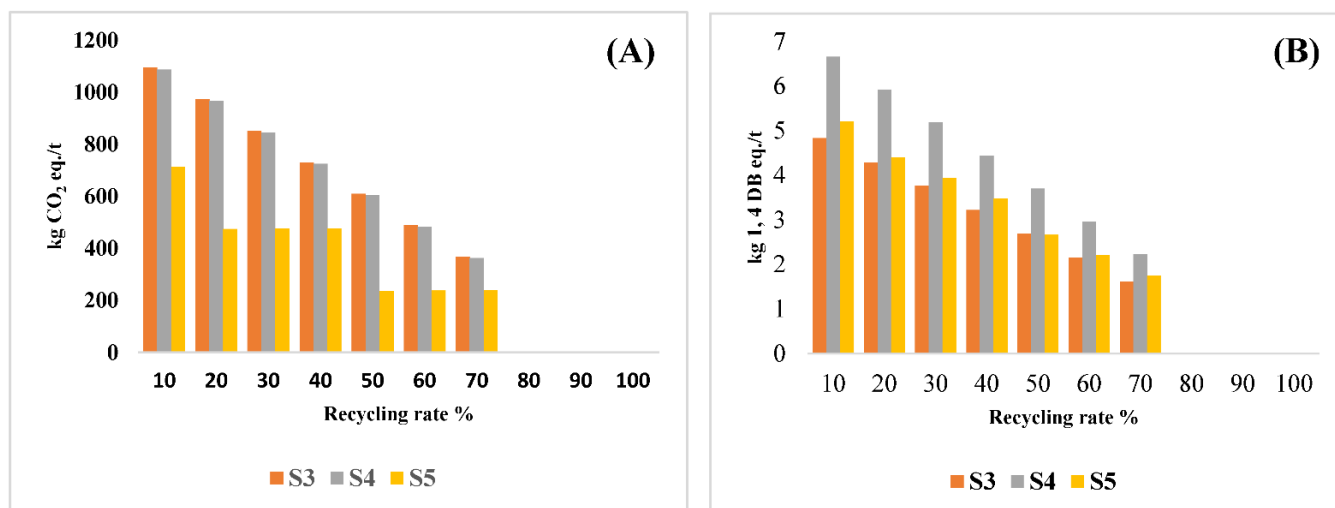 (A)
kg CO₂ eq./t
1200
1000
800
600
400
200
0
10 20 30 40 50 60 70 80 90 100
Recycling rate %
S3 S4 S5
(B)
kg 1, 4 DB eq./t
7
6
5
4
3
2
1
0
10 20 30 40 50 60 70 80 90 100
Recycling rate %
S3 S4 S5